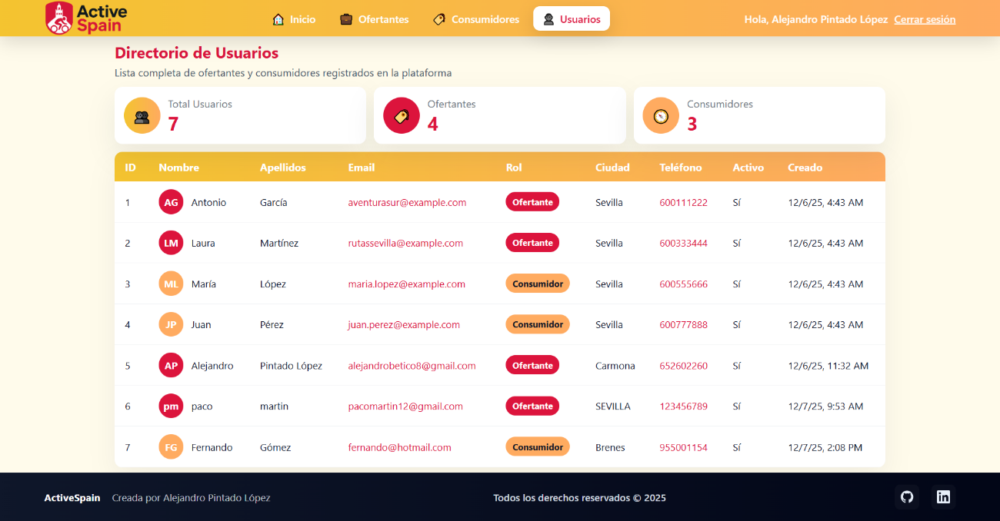 Active
Spain
Inicio
Ofertantes
Consumidores
Usuarios
Hola, Alejandro Pintado López Cerrar sesión
Directorio de Usuarios
Lista completa de ofertantes y consumidores registrados en la plataforma
Total Usuarios
7
Ofertantes
4
Consumidores
3
ID Nombre Apellidos Email Rol Ciudad Teléfono Activo Creado
1 AG Antonio García aventurasur@example.com Ofertante Sevilla 600111222 Sí 12/6/25, 4:43 AM
2 LM Laura Martínez rutassevilla@example.com Ofertante Sevilla 600333444 Sí 12/6/25, 4:43 AM
3 ML María López maria.lopez@example.com Consumidor Sevilla 600555666 Sí 12/6/25, 4:43 AM
4 JP Juan Pérez juan.perez@example.com Consumidor Sevilla 600777888 Sí 12/6/25, 4:43 AM
5 AP Alejandro Pintado López alejandrobetico8@gmail.com Ofertante Carmona 652602260 Sí 12/6/25, 11:32 AM
6 pm paco martin pacomartin12@gmail.com Ofertante SEVILLA 123456789 Sí 12/7/25, 9:53 AM
7 FG Fernando Gómez fernando@hotmail.com Consumidor Brenes 955001154 Sí 12/7/25, 2:08 PM
ActiveSpain Creada por Alejandro Pintado López
Todos los derechos reservados © 2025
in